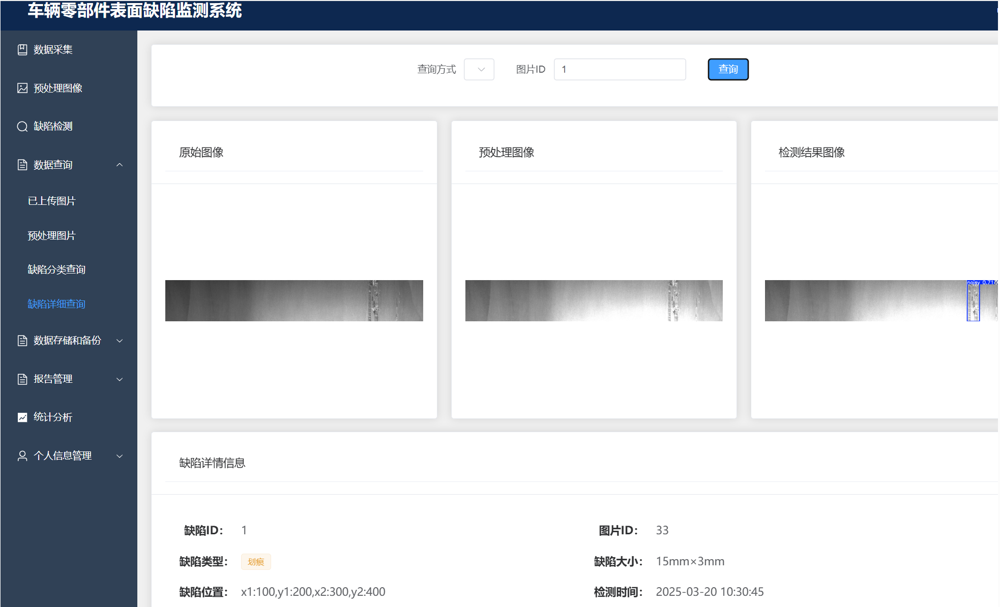 车辆零部件表面缺陷监测系统
数据采集
预处理图像
缺陷检测
数据查询
已上传图片
预处理图片
缺陷分类查询
缺陷详细查询
数据存储和备份
报告管理
统计分析
个人信息管理
查询方式
图片ID 1
查询
原始图像
预处理图像
检测结果图像
noisy 0.713
缺陷详情信息
缺陷ID： 1
图片ID： 33
缺陷类型： 划痕
缺陷大小： 15mm×3mm
缺陷位置： x1:100,y1:200,x2:300,y2:400
检测时间： 2025-03-20 10:30:45